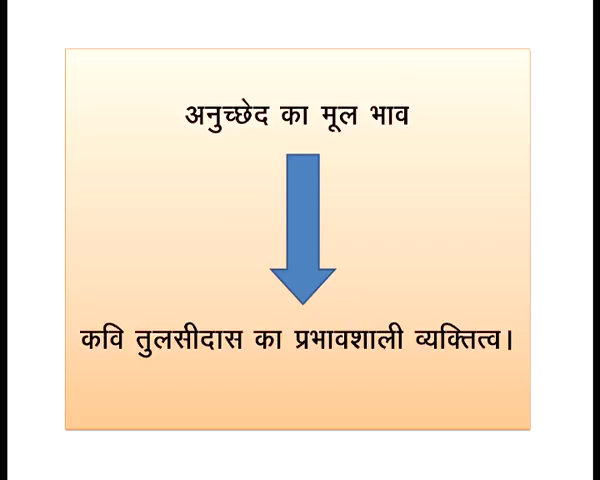 अनुच्छेद का मूल भाव
कवि तुलसीदास का प्रभावशाली व्यक्तित्व।